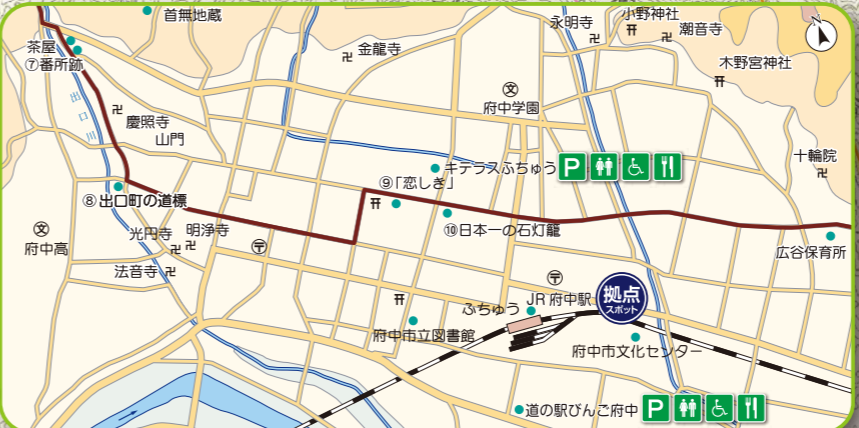 首無地蔵
茶屋
⑦番所跡
出口川
慶照寺
山門
金龍寺
永明寺
小野神社
潮音寺
N
木野宮神社
府中学園
十輪院
キテラスふちゅう P
⑨「恋しき」
⑧出口町の道標
⑩日本一の石灯籠
府中高
光円寺
明浄寺
法音寺
広谷保育所
拠点
スポット
JR府中駅
ふちゅう
府中市立図書館
府中市文化センター
道の駅びんご府中 P